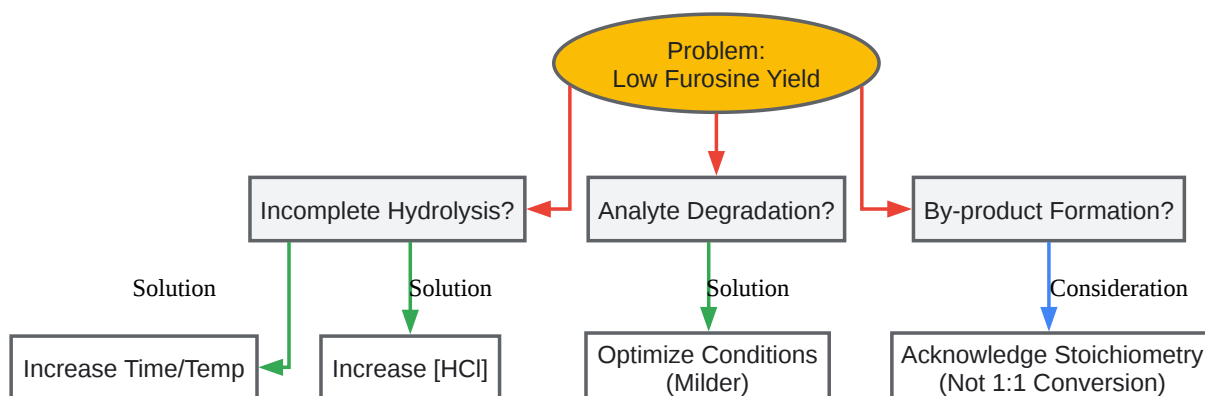 Problem:
Low Furosine Yield
Incomplete Hydrolysis?
Analyte Degradation?
By-product Formation?
Solution
Solution
Solution
Consideration
Increase Time/Temp
Increase [HCl]
Optimize Conditions
(Milder)
Acknowledge Stoichiometry
(Not 1:1 Conversion)